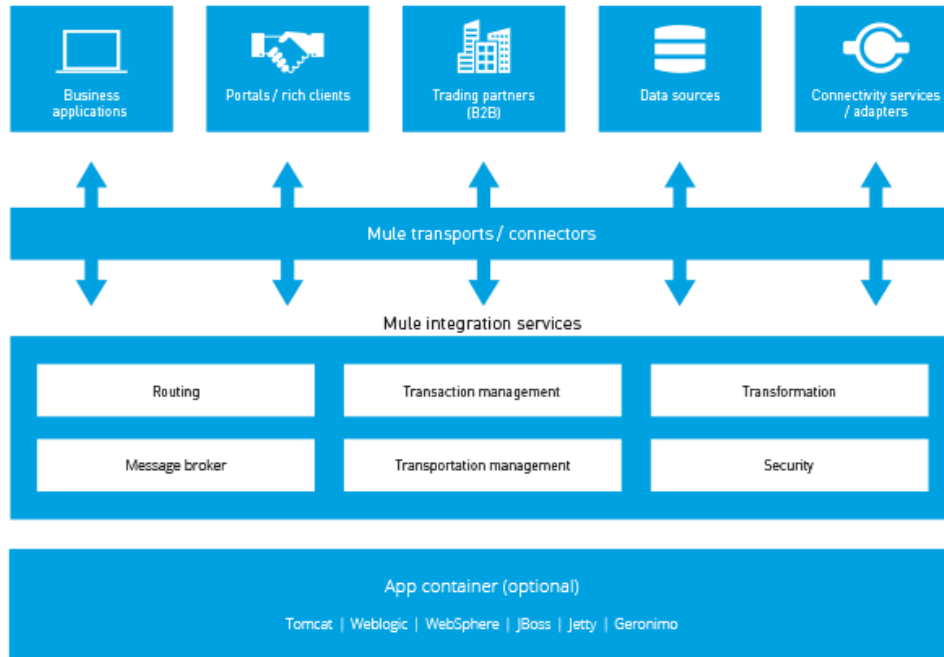 Business
applications
Portals / rich clients
Trading partners
(B2B)
Data sources
Connectivity services
/ adapters
Mule transports / connectors
Mule integration services
Routing
Transaction management
Transformation
Message broker
Transportation management
Security
App container (optional)
Tomcat | Weblogic | WebSphere | JBoss | Jetty | Geronimo